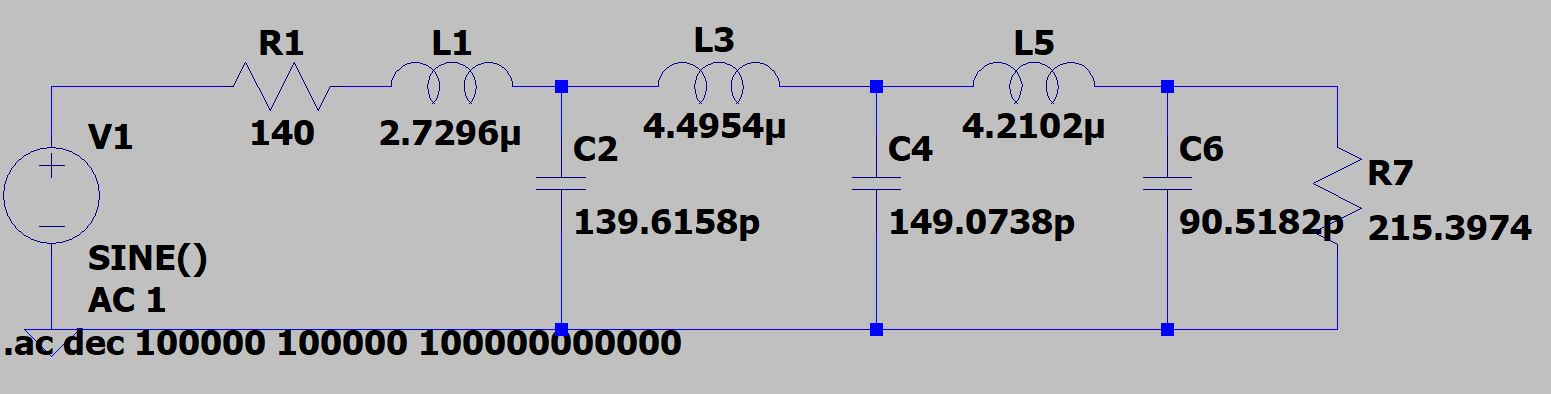 R1
140
L1
2.7296µ
L3
4.4954µ
L5
4.2102µ
V1
SINE()
AC 1
C2
139.6158p
C4
149.0738p
C6
90.5182p
R7
215.3974
.ac dec 100000 100000 100000000000